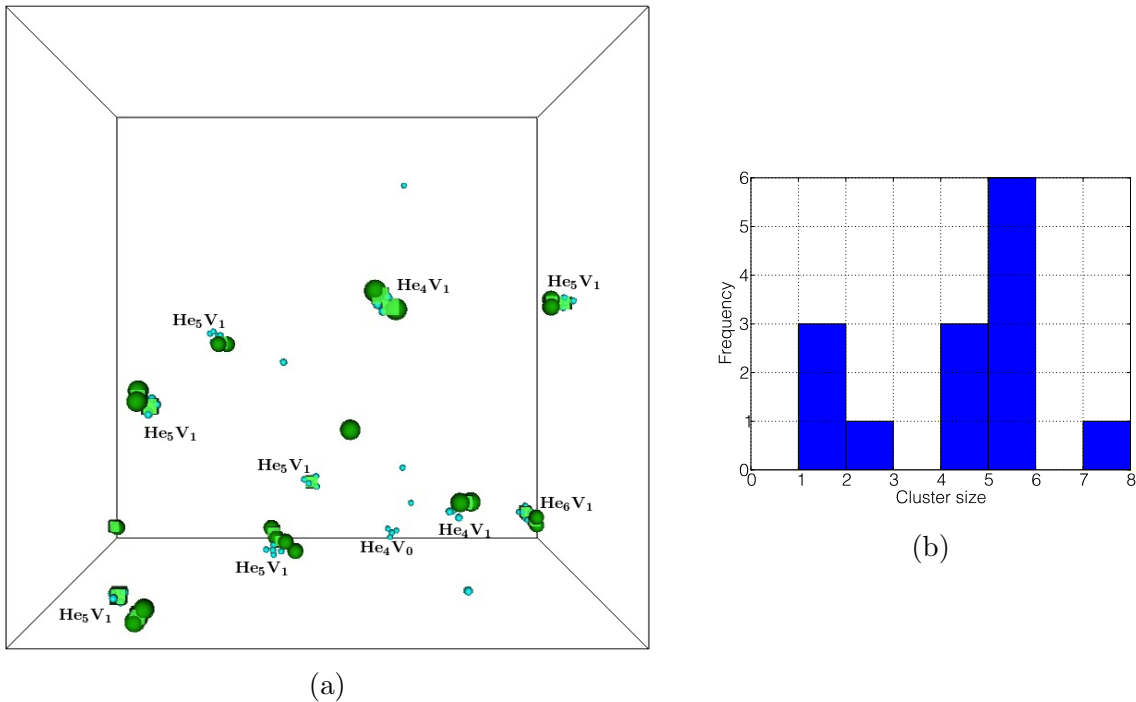 He₄V₁
He₅V₁
He₅V₁
He₅V₁
He₅V₁
He₆V₁
He₄V₁
He₄V₀
He₅V₁
He₅V₁
(a)
6
5
4
3
2
1
0
Frequency
0 1 2 3 4 5 6 7 8
Cluster size
(b)